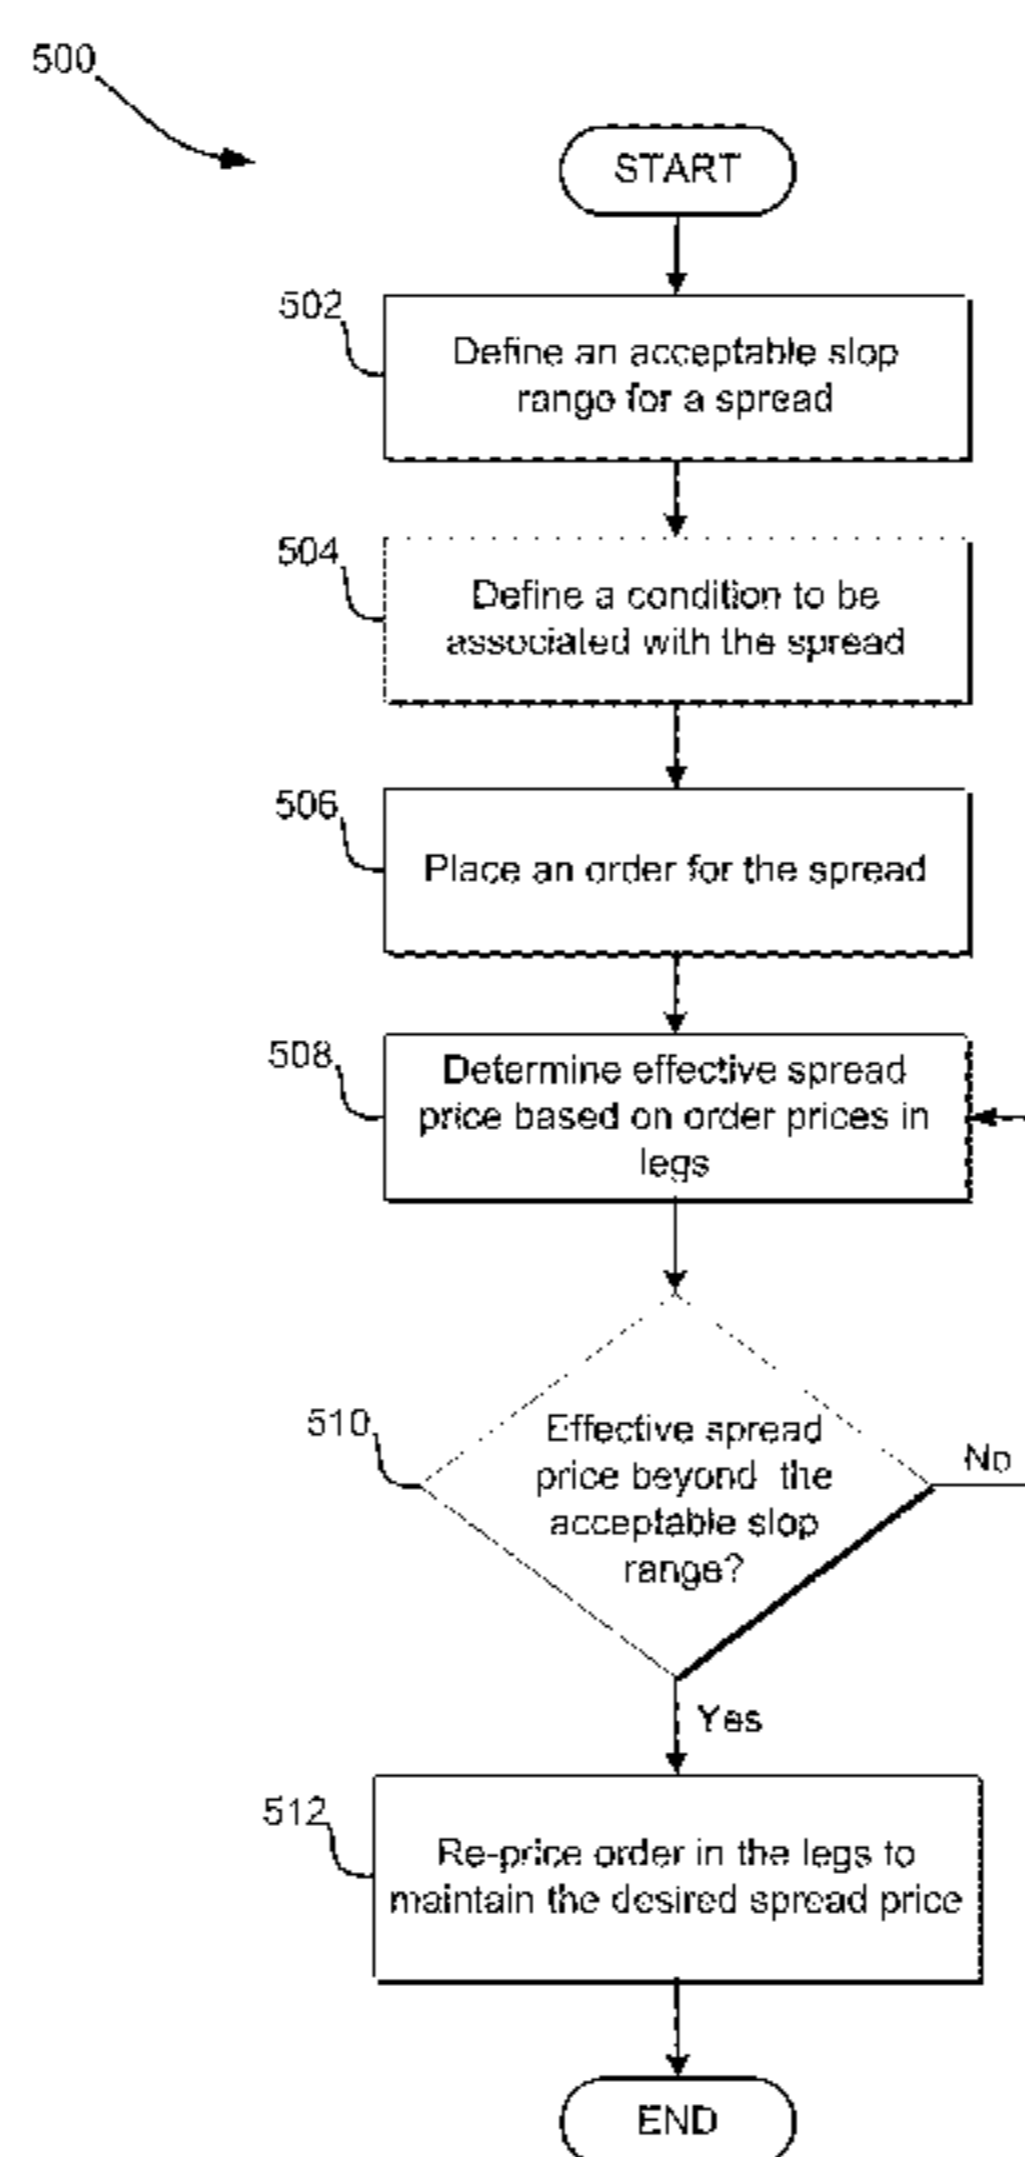 500
START
502
Define an acceptable slop
rango for a spread
504
Define a condition to be
associated with the spread
506
Place an order for the spread
508
Determine effective spread
price based on order prices in
legs
510
Effective spread
price beyond the
acceptable slop
range?
No
Yes
512
Re-price order in the legs to
maintain the desired spread price
END